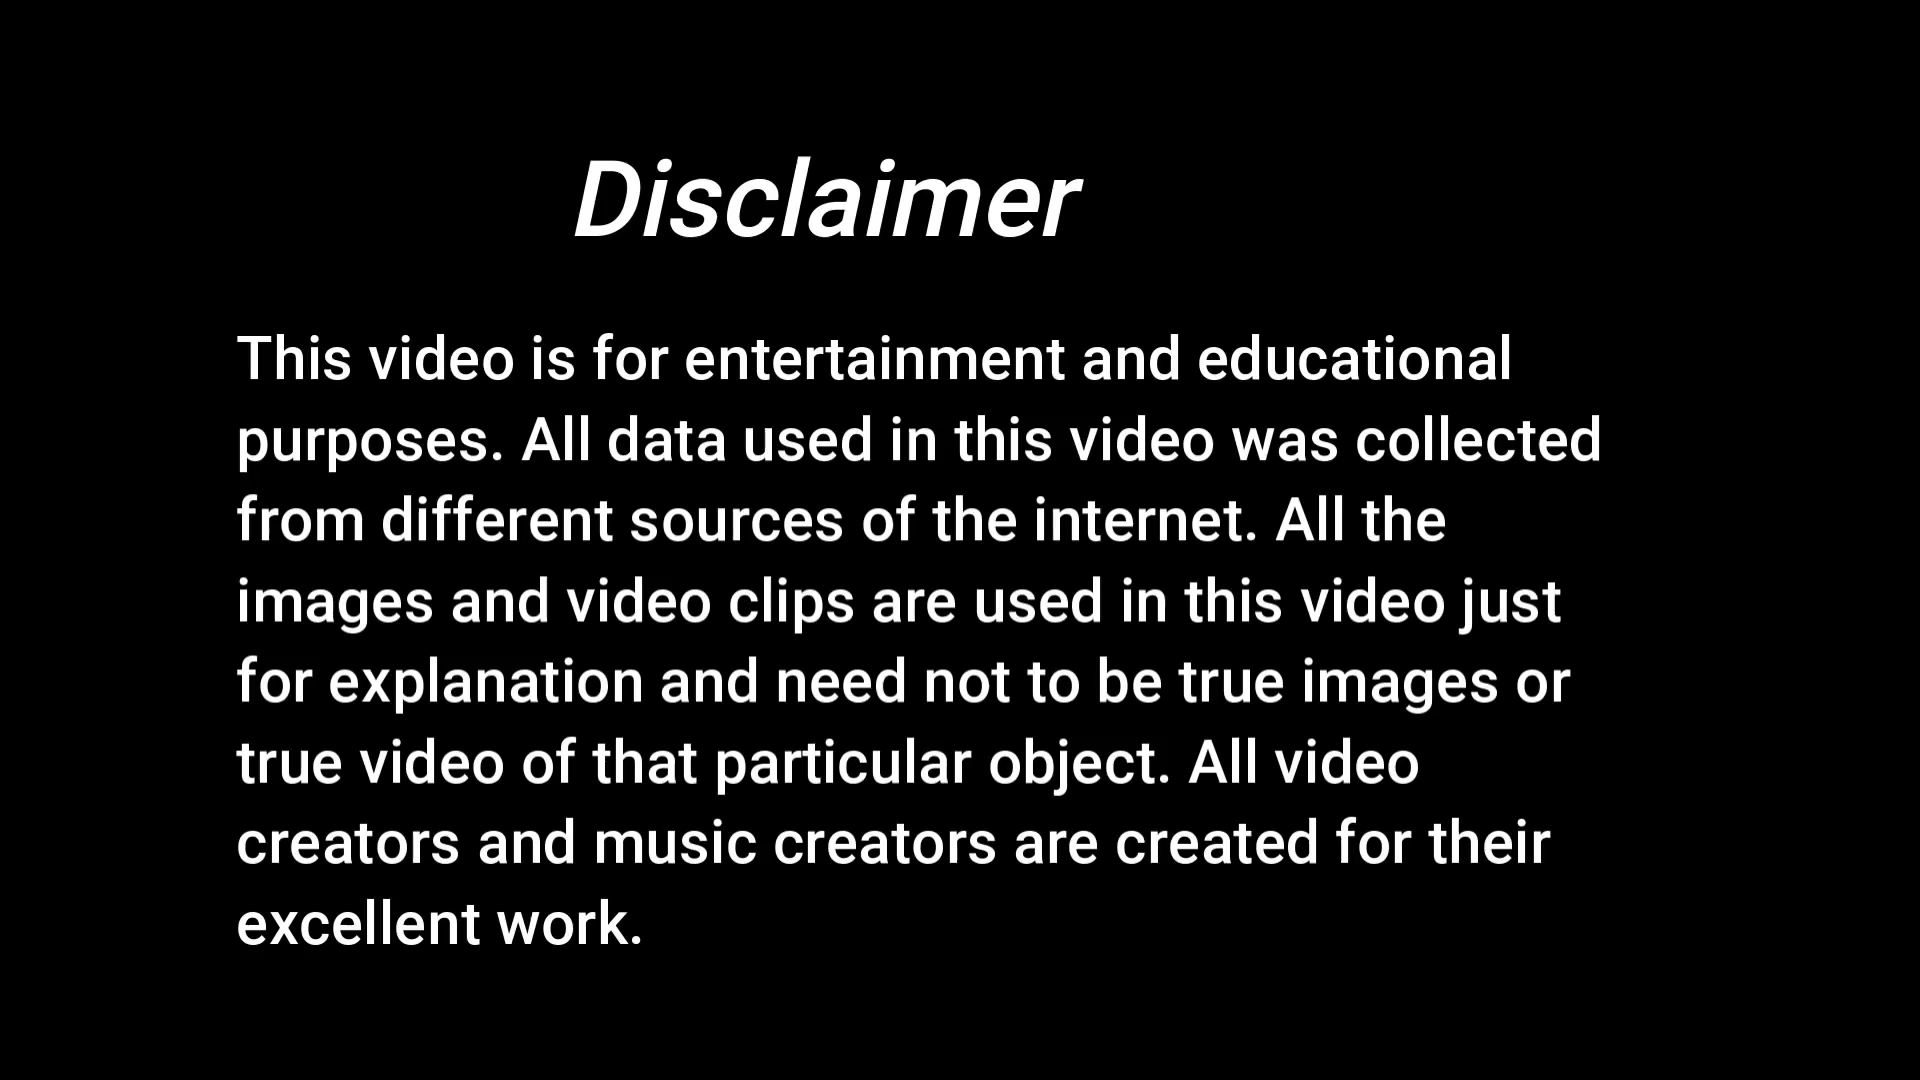 Disclaimer
This video is for entertainment and educational
purposes. All data used in this video was collected
from different sources of the internet. All the
images and video clips are used in this video just
for explanation and need not to be true images or
true video of that particular object. All video
creators and music creators are created for their
excellent work.